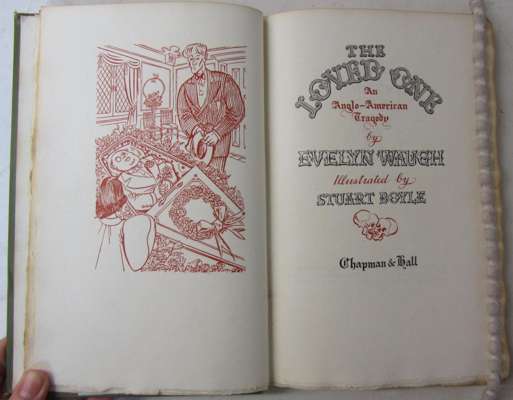 THE
LOVED ONE
An
Anglo-American
Tragedy
by
EVELYN WAUGH
Illustrated by
STUART BOYLE
Chapman & Hall